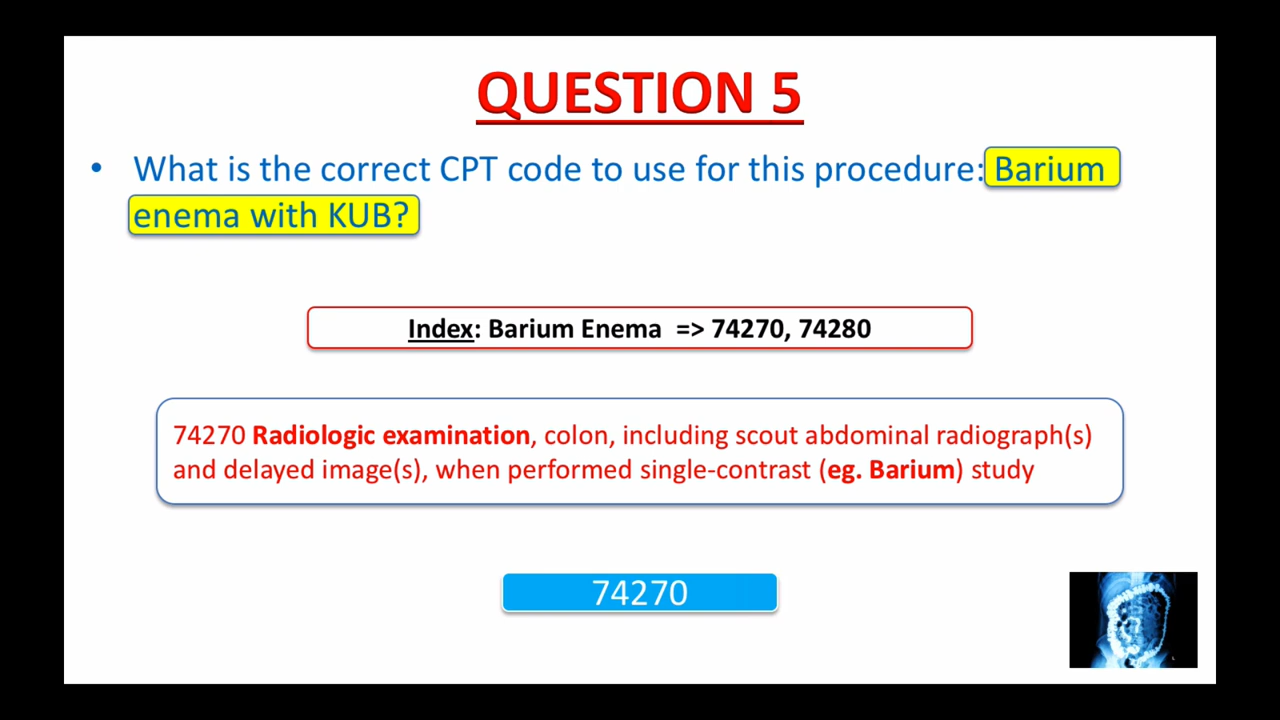 QUESTION 5
• What is the correct CPT code to use for this procedure: Barium
enema with KUB?
Index: Barium Enema => 74270, 74280
74270 Radiologic examination, colon, including scout abdominal radiograph(s)
and delayed image(s), when performed single-contrast (eg. Barium) study
74270